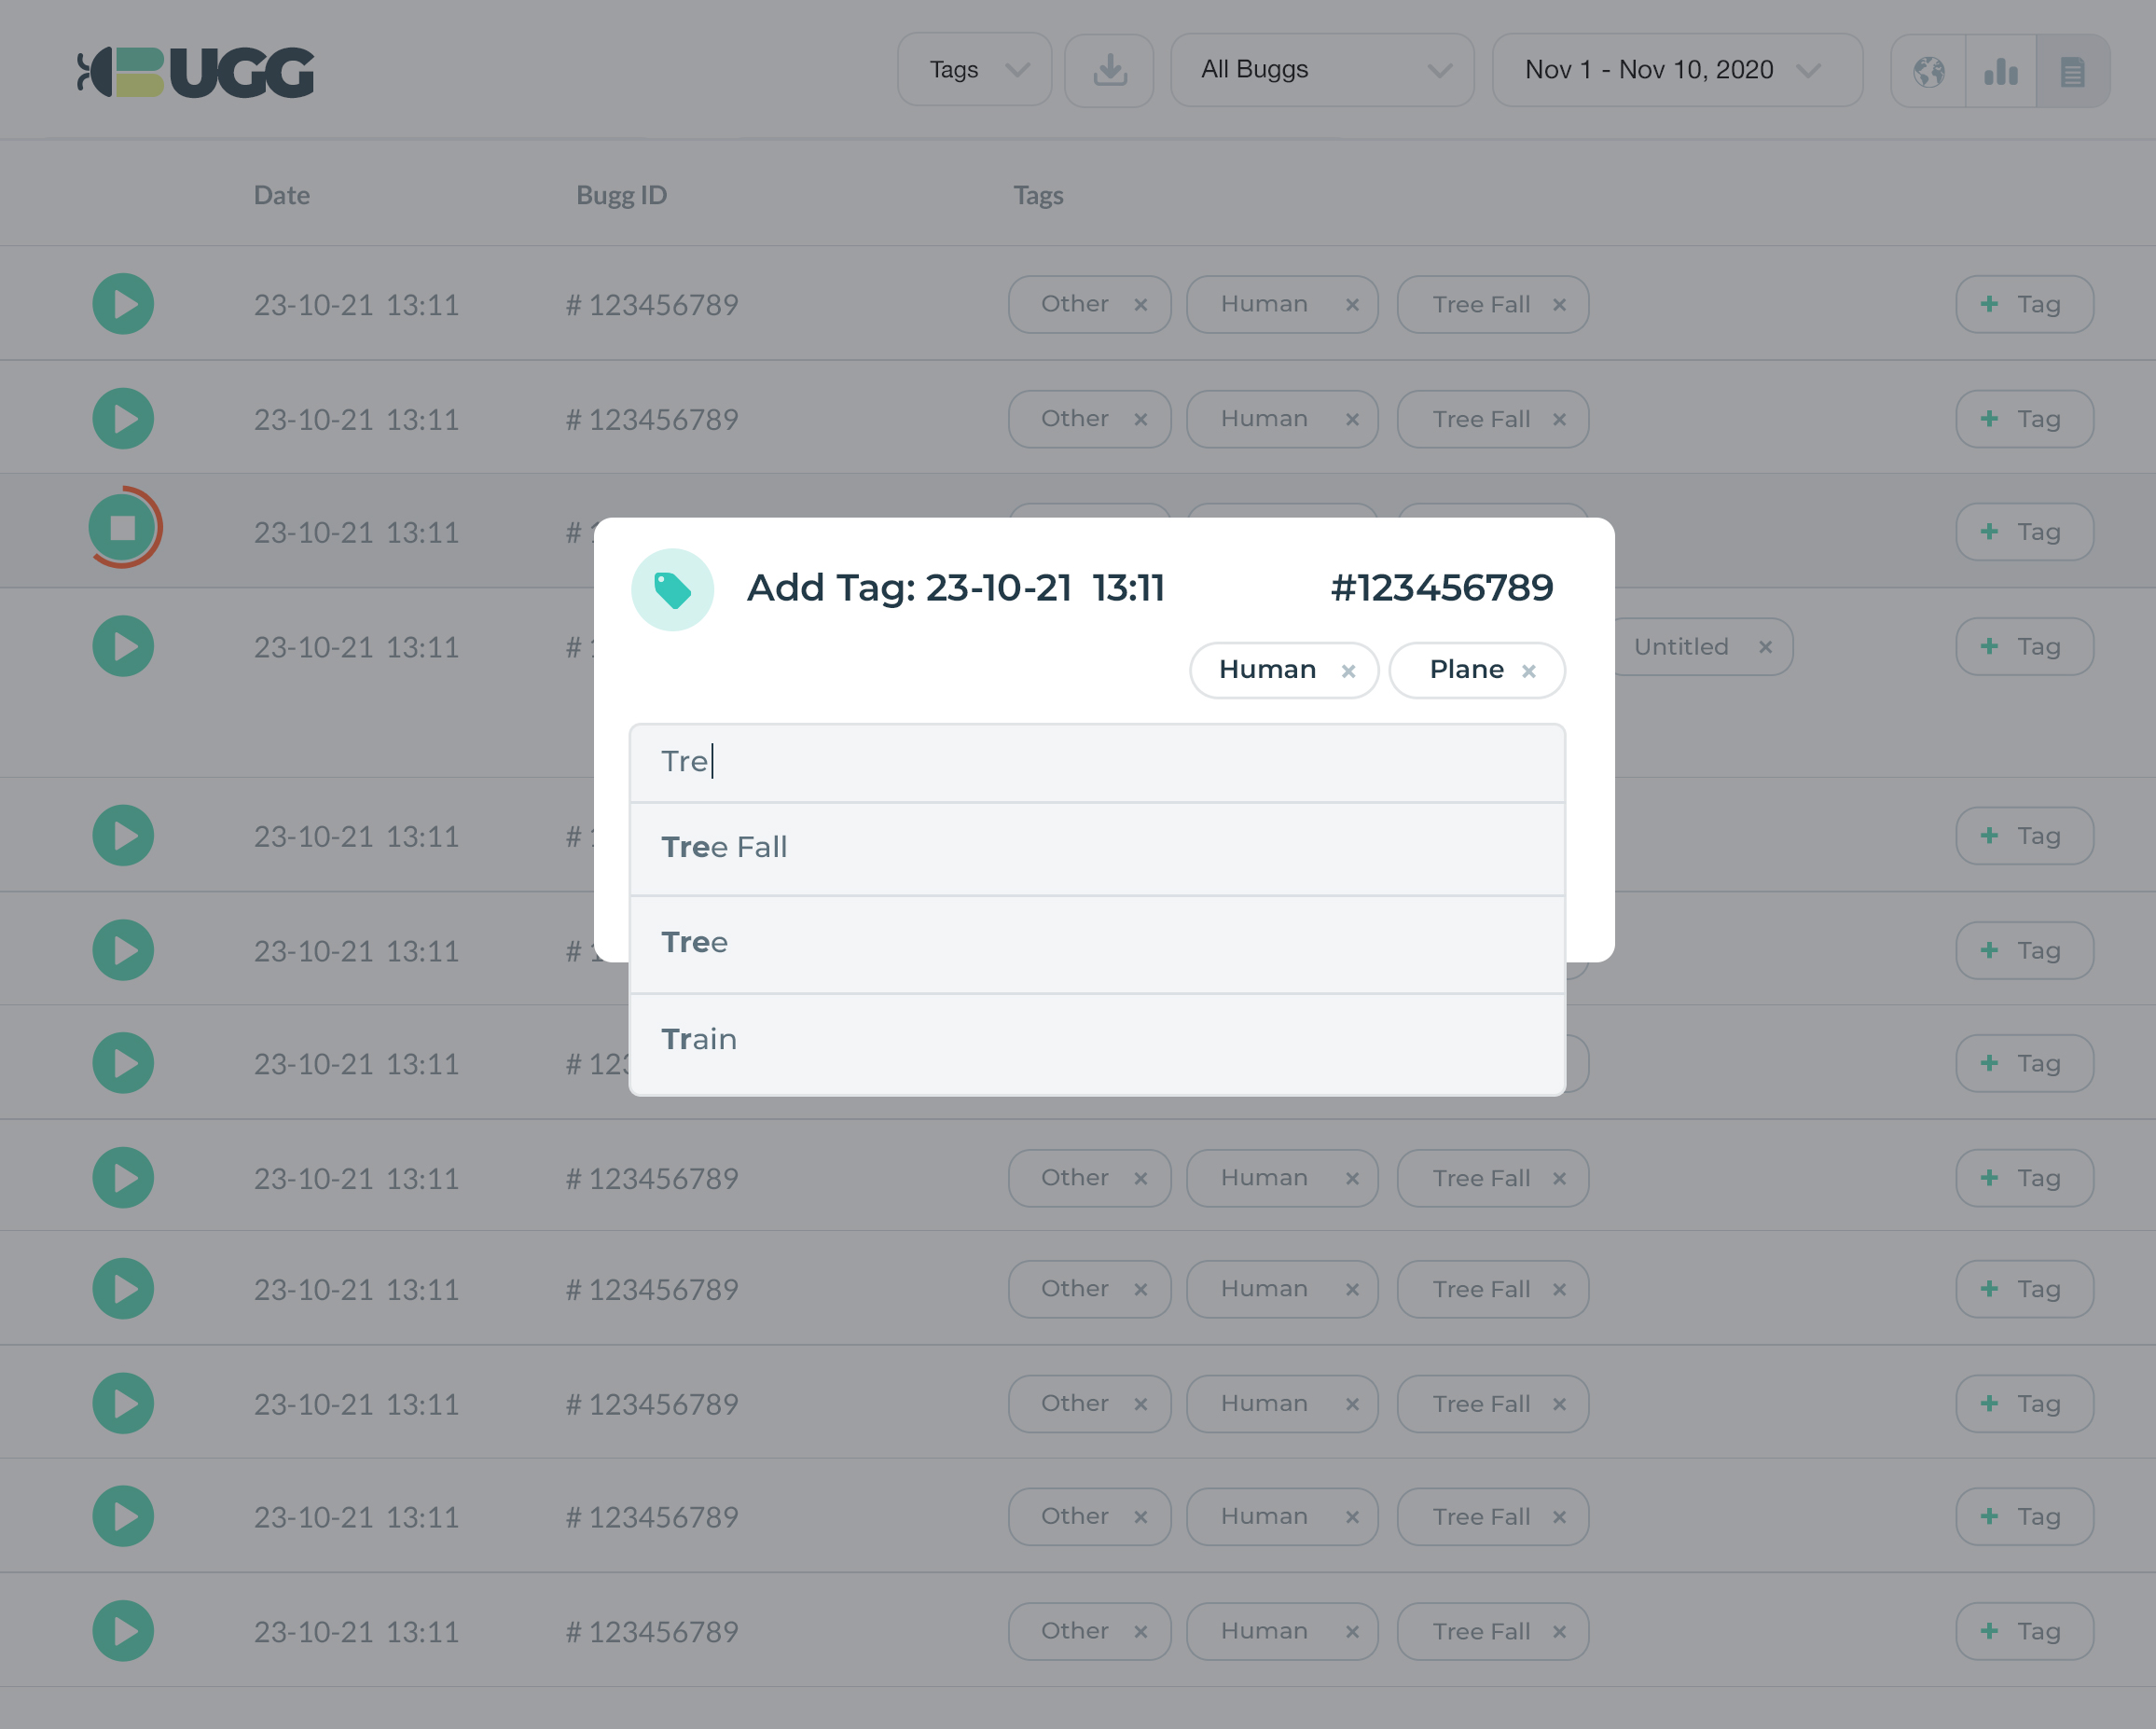 BUGG
Tags
All Buggs
Nov 1 - Nov 10, 2020
Date Bugg ID Tags
23-10-21 13:11 # 123456789 Other × Human × Tree Fall × + Tag
23-10-21 13:11 # 123456789 Other × Human × Tree Fall × + Tag
23-10-21 13:11 # + Tag
Add Tag: 23-10-21 13:11 #123456789
23-10-21 13:11 # Untitled × + Tag
Human × Plane ×
Tre
23-10-21 13:11 # + Tag
Tree Fall
23-10-21 13:11 # + Tag
Tree
23-10-21 13:11 # 12 + Tag
Train
23-10-21 13:11 # 123456789 Other × Human × Tree Fall × + Tag
23-10-21 13:11 # 123456789 Other × Human × Tree Fall × + Tag
23-10-21 13:11 # 123456789 Other × Human × Tree Fall × + Tag
23-10-21 13:11 # 123456789 Other × Human × Tree Fall × + Tag
23-10-21 13:11 # 123456789 Other × Human × Tree Fall × + Tag